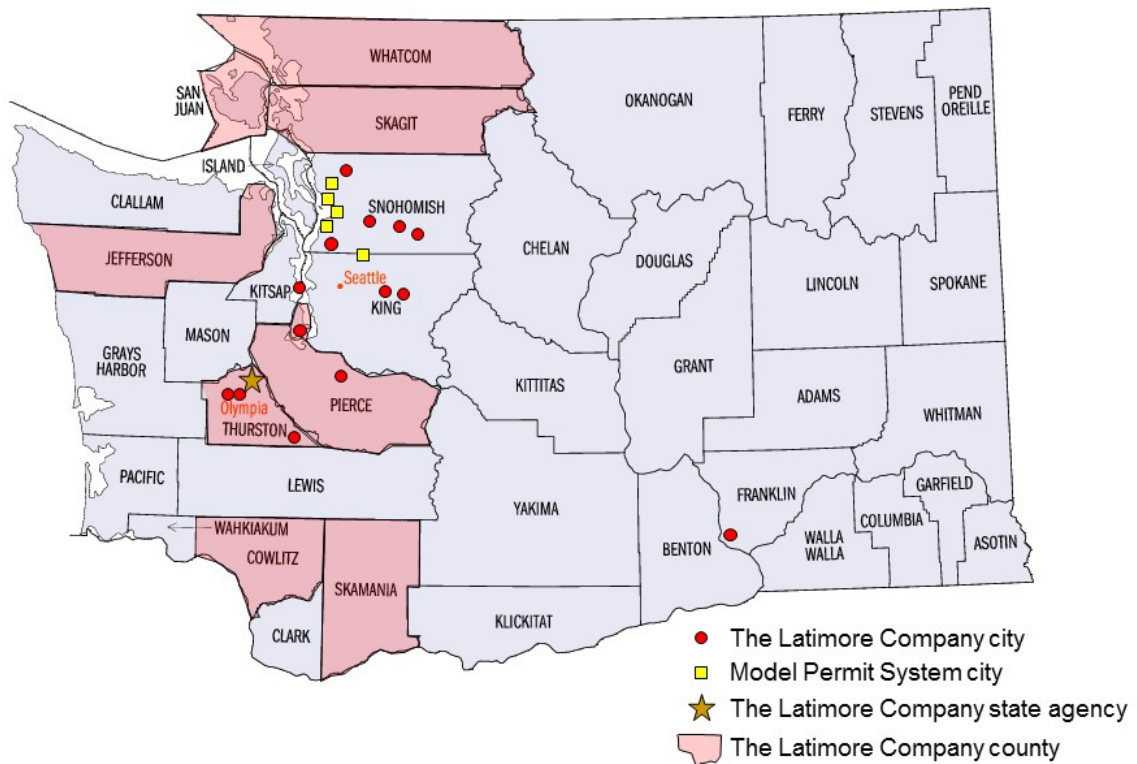 WHATCOM
SAN
JUAN
SKAGIT
OKANOGAN
FERRY
STEVENS
PEND
OREILLE
ISLAND
CLALLAM
SNOHOMISH
CHELAN
DOUGLAS
JEFFERSON
Seattle
KITSAP
KING
LINCOLN
SPOKANE
MASON
GRAYS
HARBOR
GRANT
KITTITAS
ADAMS
WHITMAN
PIERCE
Olympia
THURSTON
PACIFIC
LEWIS
YAKIMA
FRANKLIN
GARFIELD
COLUMBIA
WAHKIAKUM
COWLITZ
BENTON
WALLA
WALLA
ASOTIN
SKAMANIA
CLARK
KLICKITAT
The Latimore Company city
Model Permit System city
The Latimore Company state agency
The Latimore Company county